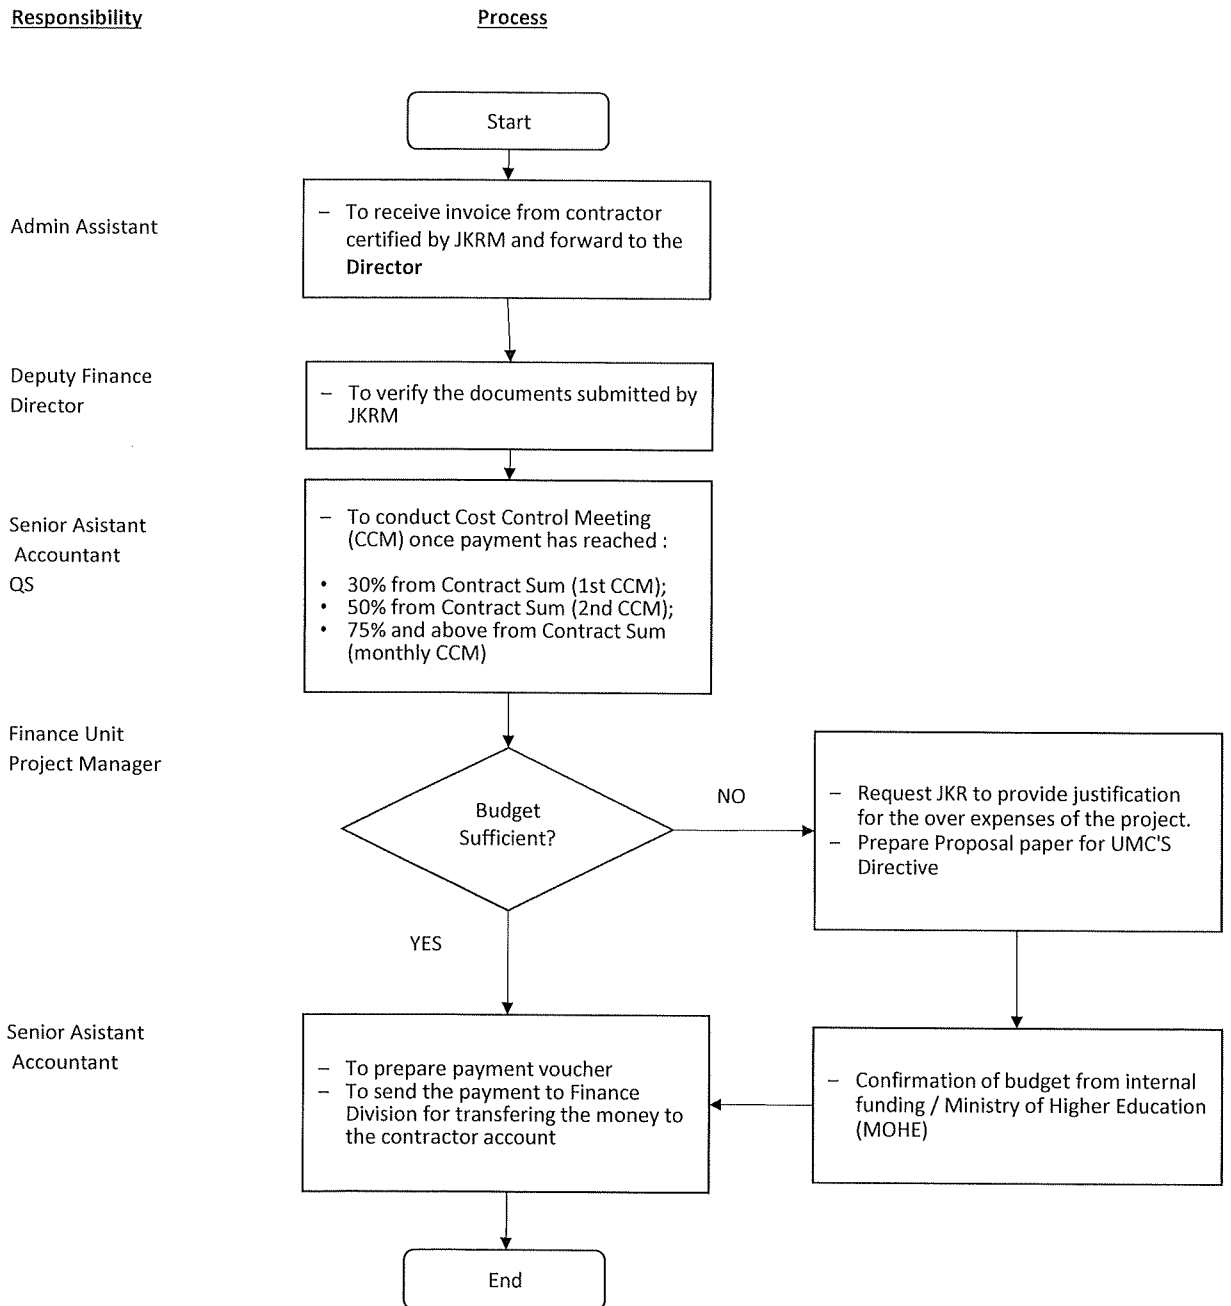 Responsibility
Process
Start
Admin Assistant
– To receive invoice from contractor
certified by JKRM and forward to the
Director
Deputy Finance
Director
– To verify the documents submitted by
JKRM
Senior Asistant
Accountant
QS
– To conduct Cost Control Meeting
(CCM) once payment has reached :
• 30% from Contract Sum (1st CCM);
• 50% from Contract Sum (2nd CCM);
• 75% and above from Contract Sum
(monthly CCM)
Finance Unit
Project Manager
Budget
Sufficient?
NO
– Request JKR to provide justification
for the over expenses of the project.
– Prepare Proposal paper for UMC'S
Directive
YES
Senior Asistant
Accountant
– To prepare payment voucher
– To send the payment to Finance
Division for transfering the money to
the contractor account
– Confirmation of budget from internal
funding / Ministry of Higher Education
(MOHE)
End